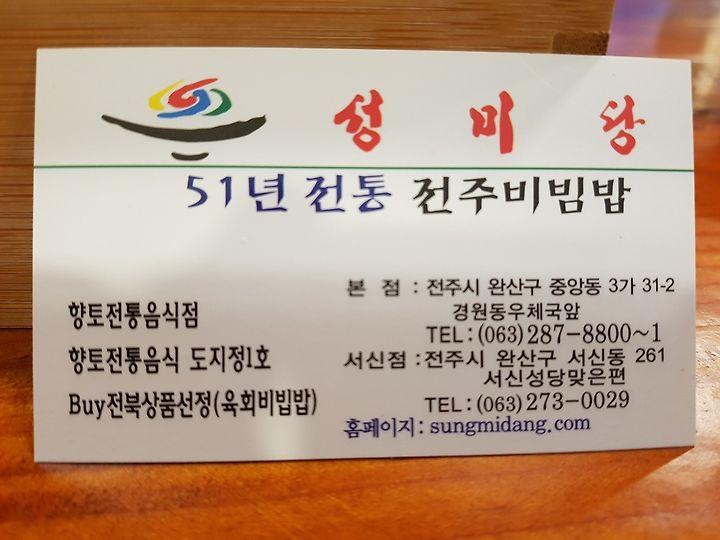 성미당
51년 전통 전주비빔밥
향토전통음식점
향토전통음식 도지정1호
Buy전북상품선정(육회비빕밥)
본 점 : 전주시 완산구 중앙동 3가 31-2
경원동우체국앞
TEL : (063) 287-8800~1
서신점 : 전주시 완산구 서신동 261
서신성당맞은편
TEL : (063) 273-0029
홈페이지 : sungmidang.com